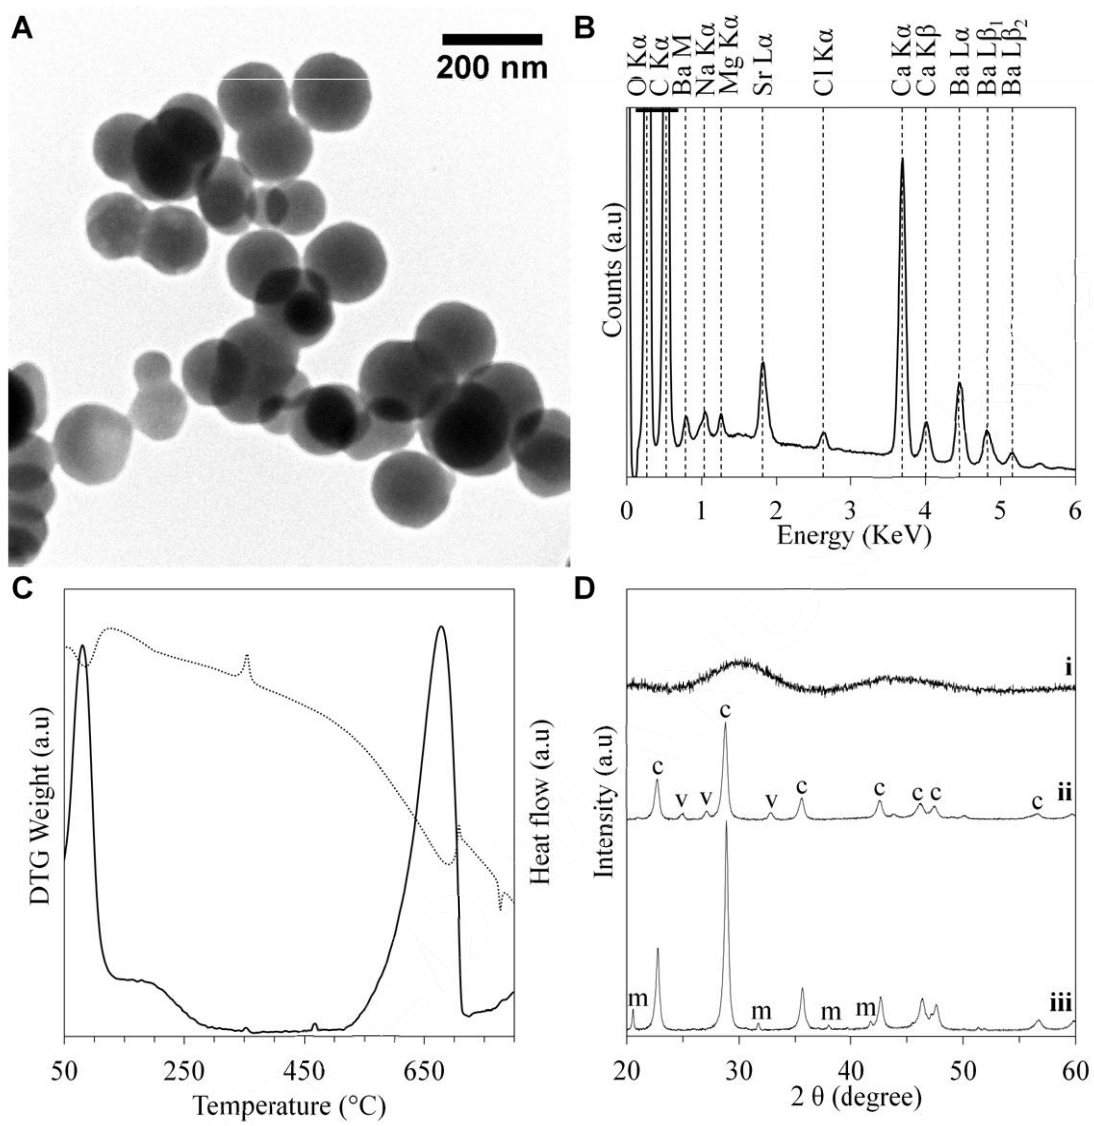 A
200 nm
B
O Kα
C Kα
Ba M
Na Kα
Mg Kα
Sr Lα
Cl Kα
Ca Kα
Ca Kβ
Ba Lα
Ba Lβ1
Ba Lβ2
Counts (a.u)
0 1 2 3 4 5 6
Energy (KeV)
C
DTG Weight (a.u)
Heat flow (a.u)
50 250 450 650
Temperature (°C)
D
Intensity (a.u)
i
c
c v v v c c c c c ii
m m m m iii
20 30 40 50 60
2 θ (degree)